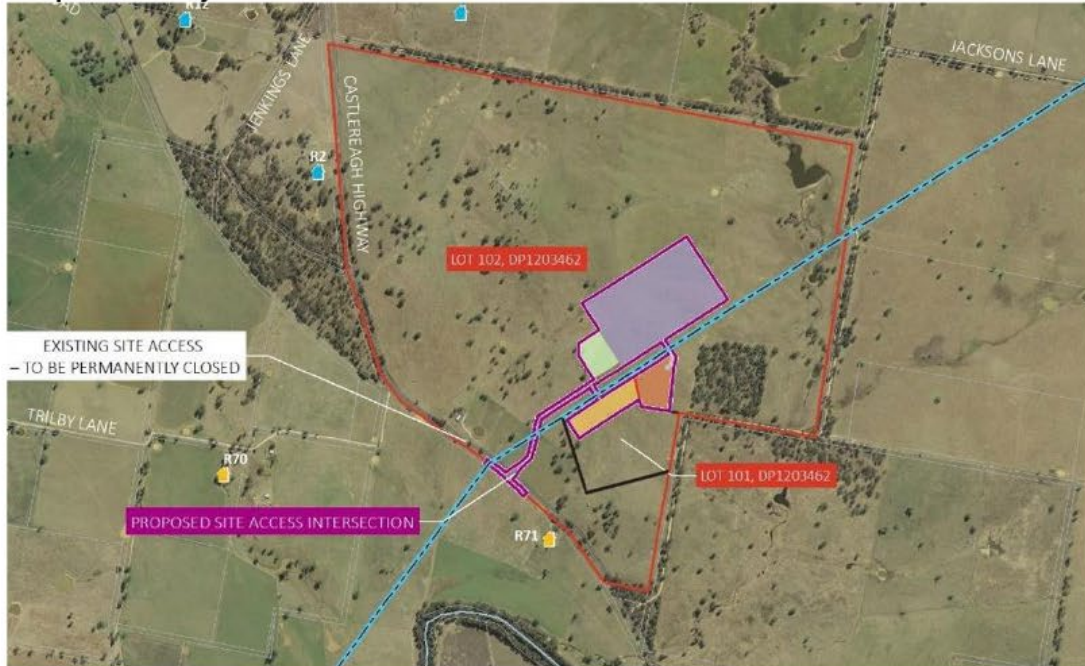 R12
JENKINGS LANE
CASTLEREAGH HIGHWAY
JACKSONS LANE
R2
LOT 102, DP1203462
EXISTING SITE ACCESS
– TO BE PERMANENTLY CLOSED
TRILBY LANE
R70
LOT 101, DP1203462
PROPOSED SITE ACCESS INTERSECTION
R71